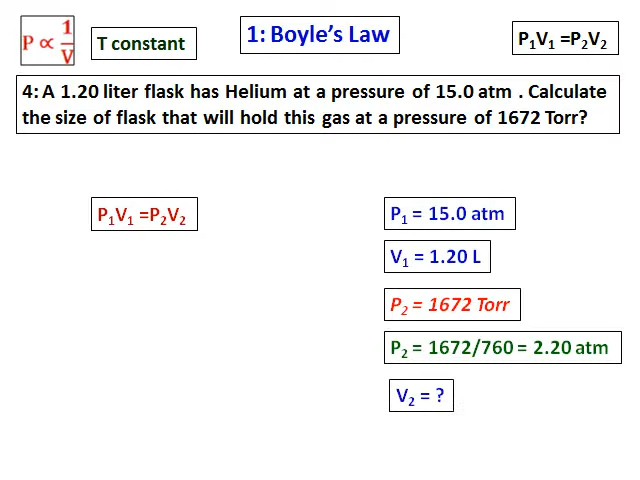 P ∝ 1/V
T constant
1: Boyle's Law
P₁V₁ =P₂V₂
4: A 1.20 liter flask has Helium at a pressure of 15.0 atm . Calculate
the size of flask that will hold this gas at a pressure of 1672 Torr?
P₁V₁ =P₂V₂
P₁ = 15.0 atm
V₁ = 1.20 L
P₂ = 1672 Torr
P₂ = 1672/760 = 2.20 atm
V₂ = ?